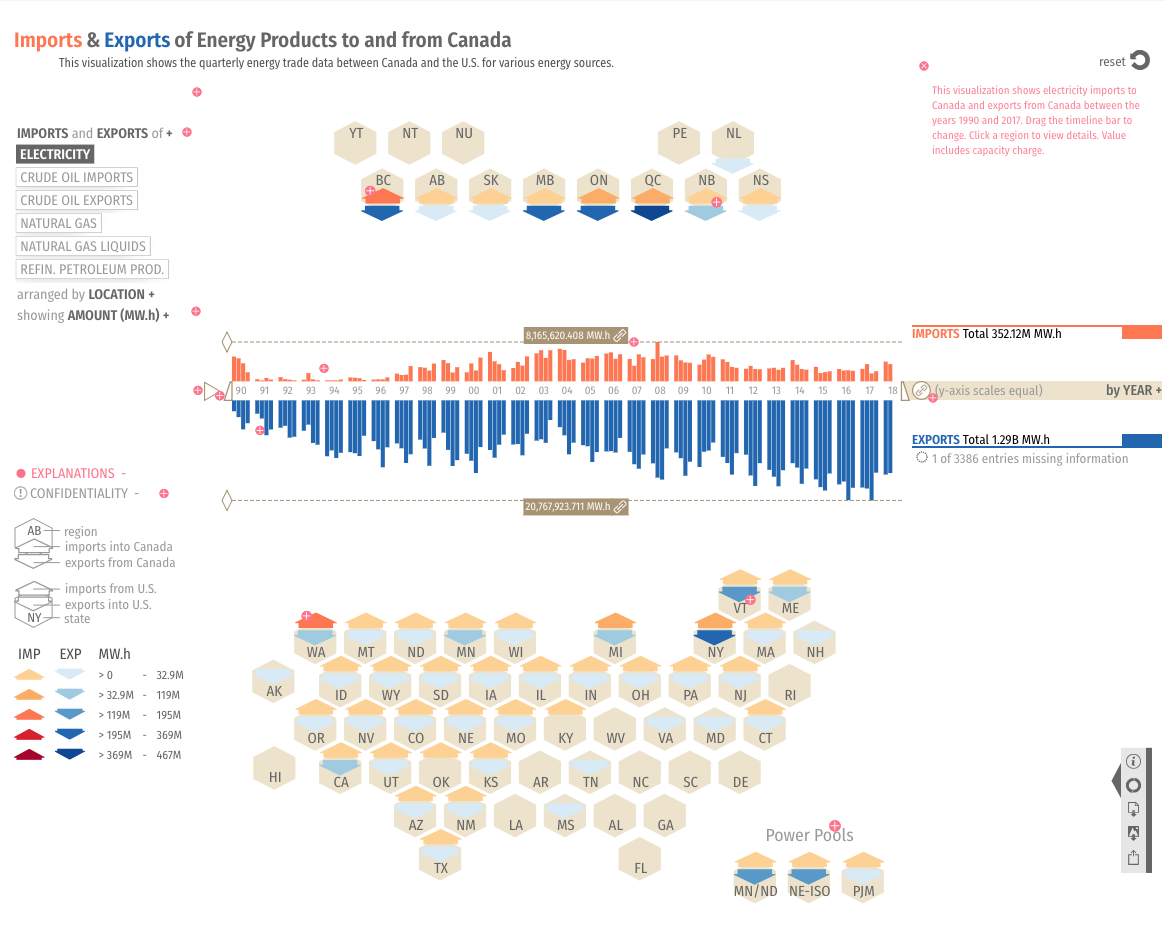 Imports & Exports of Energy Products to and from Canada
This visualization shows the quarterly energy trade data between Canada and the U.S. for various energy sources.
reset
This visualization shows electricity imports to
Canada and exports from Canada between the
years 1990 and 2017. Drag the timeline bar to
change. Click a region to view details. Value
includes capacity charge.
IMPORTS and EXPORTS of +
ELECTRICITY
CRUDE OIL IMPORTS
CRUDE OIL EXPORTS
NATURAL GAS
NATURAL GAS LIQUIDS
REFIN. PETROLEUM PROD.
arranged by LOCATION +
showing AMOUNT (MW.h) +
YT NT NU PE NL
BC AB SK MB ON QC NB NS
8,165,620.408 MW.h
IMPORTS Total 352.12M MW.h
90 91 92 93 94 95 96 97 98 99 00 01 02 03 04 05 06 07 08 09 10 11 12 13 14 15 16 17 18
(y-axis scales equal) by YEAR +
EXPORTS Total 1.29B MW.h
1 of 3386 entries missing information
20,767,923.711 MW.h
EXPLANATIONS -
CONFIDENTIALITY -
AB region
imports into Canada
exports from Canada
imports from U.S.
exports into U.S.
NY state
IMP EXP MW.h
> 0 - 32.9M
> 32.9M - 119M
> 119M - 195M
> 195M - 369M
> 369M - 467M
VT ME
WA MT ND MN WI MI NY MA NH
AK ID WY SD IA IL IN OH PA NJ RI
OR NV CO NE MO KY WV VA MD CT
HI CA UT OK KS AR TN NC SC DE
AZ NM LA MS AL GA
TX FL
Power Pools
MN/ND NE-ISO PJM